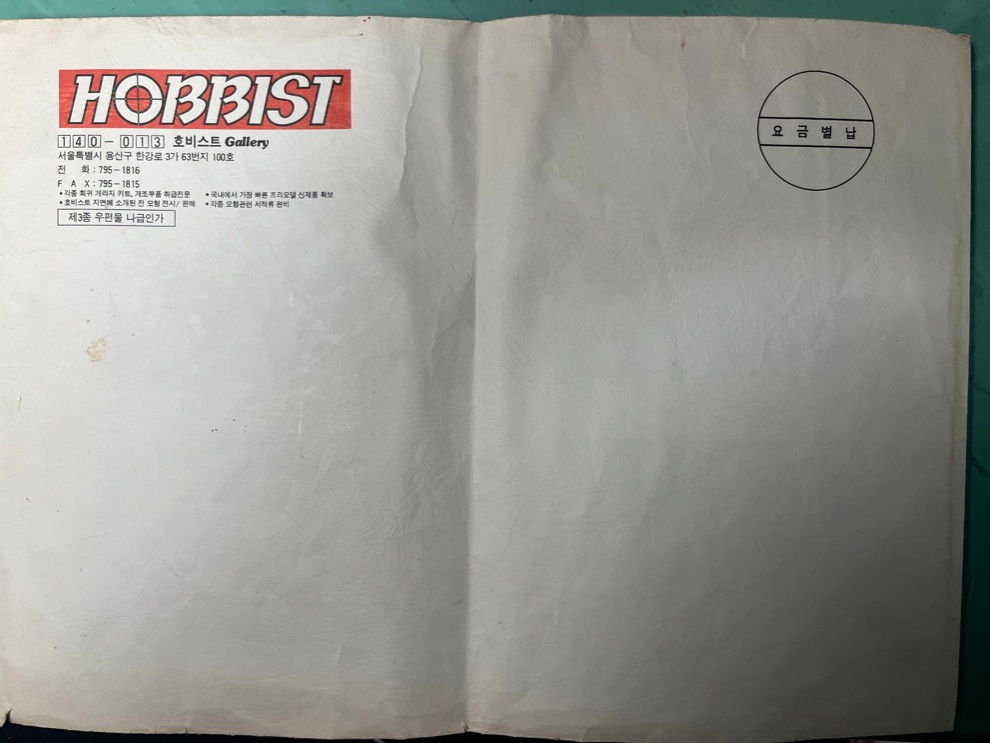 HOBBIST
140-013 호비스트 Gallery
서울특별시 용산구 한강로 3가 63번지 100호
전 화 : 795-1816
F A X : 795-1815
• 각종 희귀 개라지 키트, 개조부품 취급전문 • 국내에서 가장 빠른 프라모델 신제품 확보
• 호비스트 지면에 소개된 전 모형 전시/판매 • 각종 모형관련 서적류 완비
제3종 우편물 나급인가
요금별납